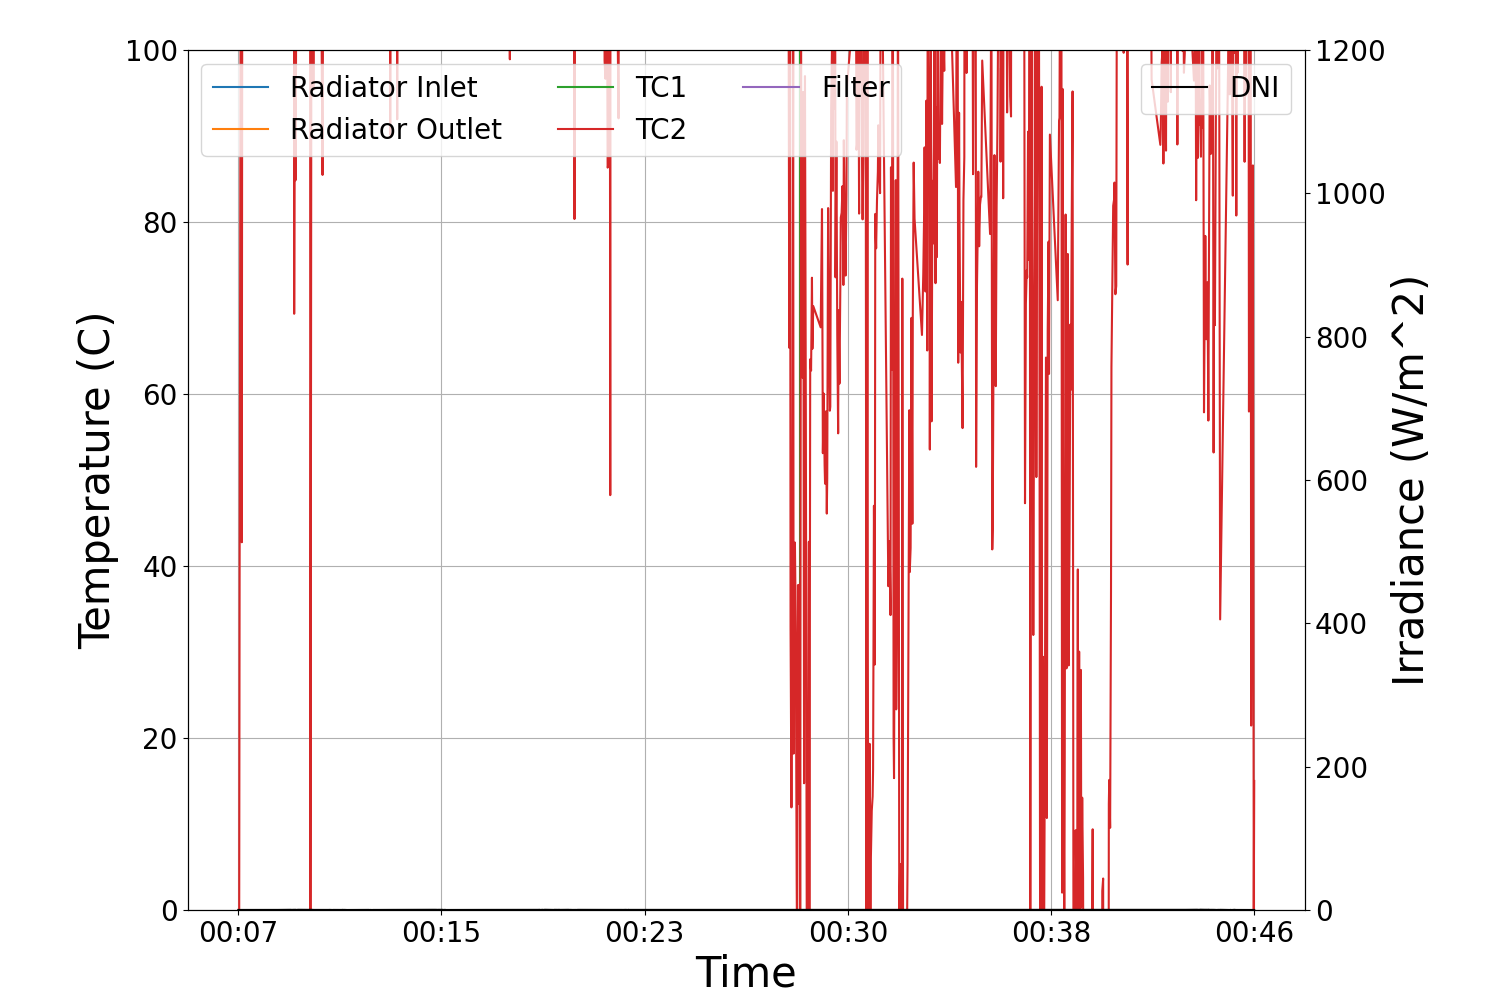 100
80
60
40
20
0
Temperature (C)
Radiator Inlet
Radiator Outlet
TC1
TC2
Filter
DNI
1200
1000
800
600
400
200
0
Irradiance (W/m^2)
00:07
00:15
00:23
00:30
00:38
00:46
Time